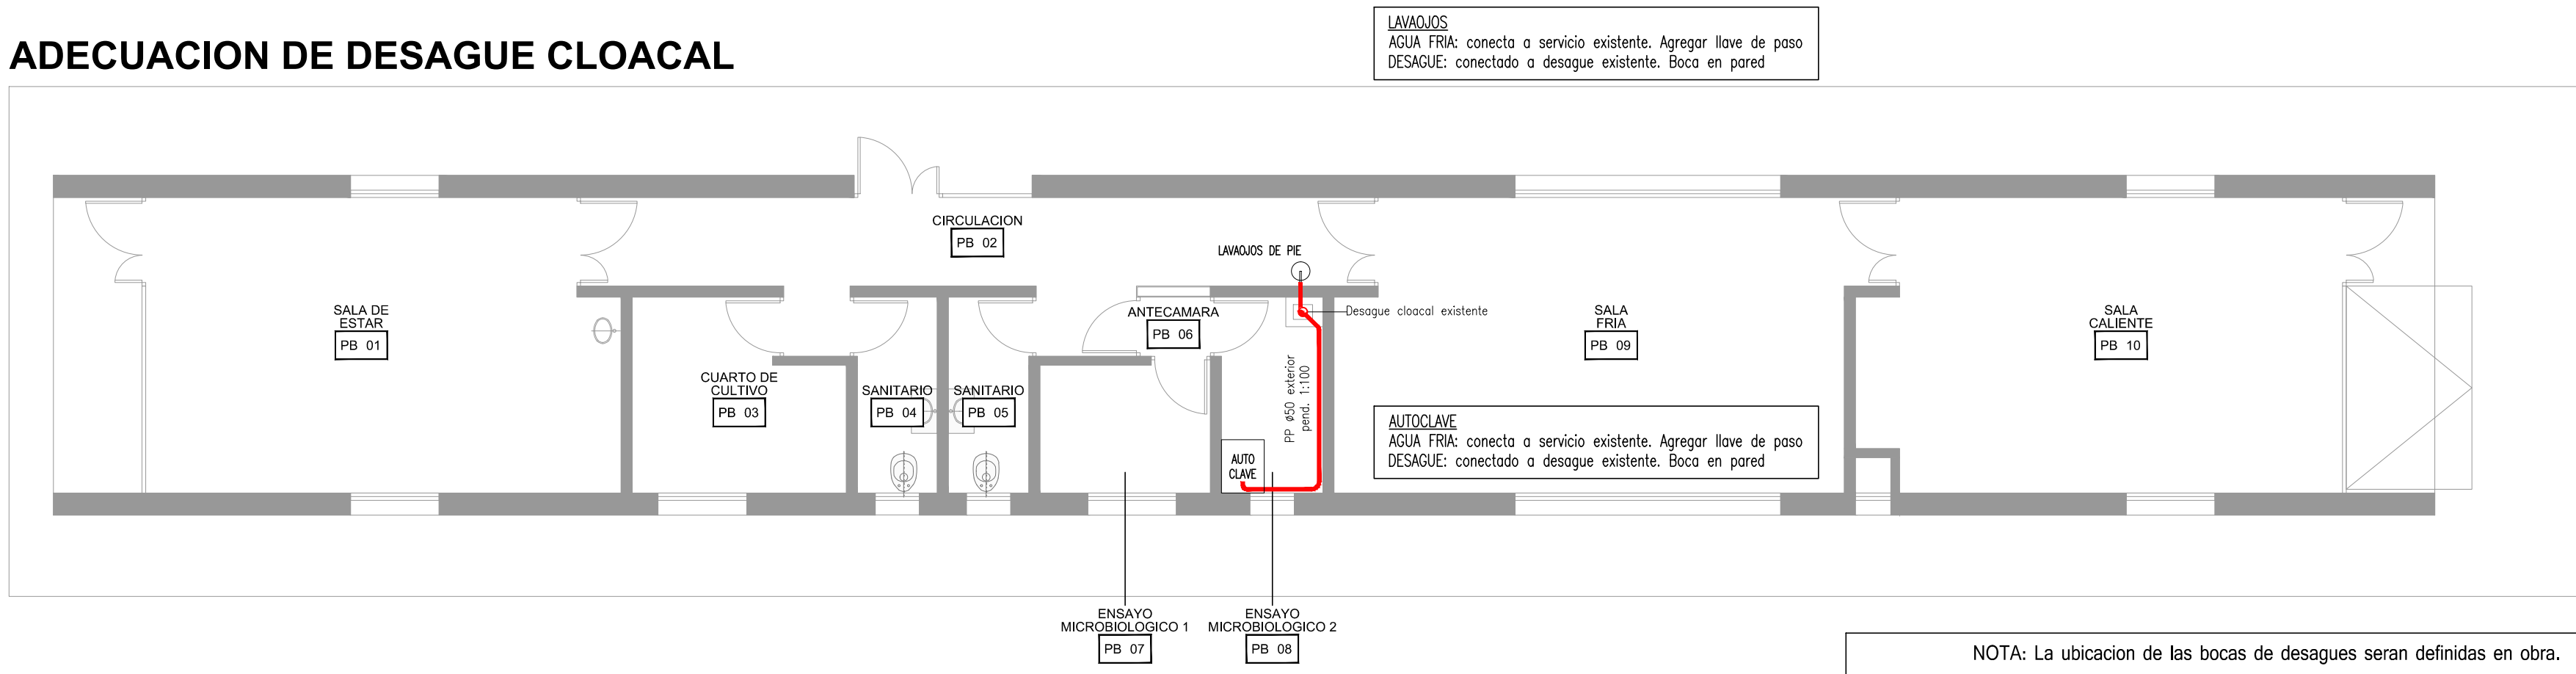 ADECUACION DE DESAGUE CLOACAL
LAVAOJOS
AGUA FRIA: conecta a servicio existente. Agregar llave de paso
DESAGUE: conectado a desague existente. Boca en pared
CIRCULACION
PB 02
LAVAOJOS DE PIE
SALA DE
ESTAR
PB 01
ANTECAMARA
PB 06
Desague cloacal existente
SALA
FRIA
PB 09
SALA
CALIENTE
PB 10
CUARTO DE
CULTIVO
PB 03
SANITARIO
PB 04
SANITARIO
PB 05
PP ø50 exterior
pend. 1:100
AUTO
CLAVE
AUTOCLAVE
AGUA FRIA: conecta a servicio existente. Agregar llave de paso
DESAGUE: conectado a desague existente. Boca en pared
ENSAYO
MICROBIOLOGICO 1
PB 07
ENSAYO
MICROBIOLOGICO 2
PB 08
NOTA: La ubicacion de las bocas de desagues seran definidas en obra.